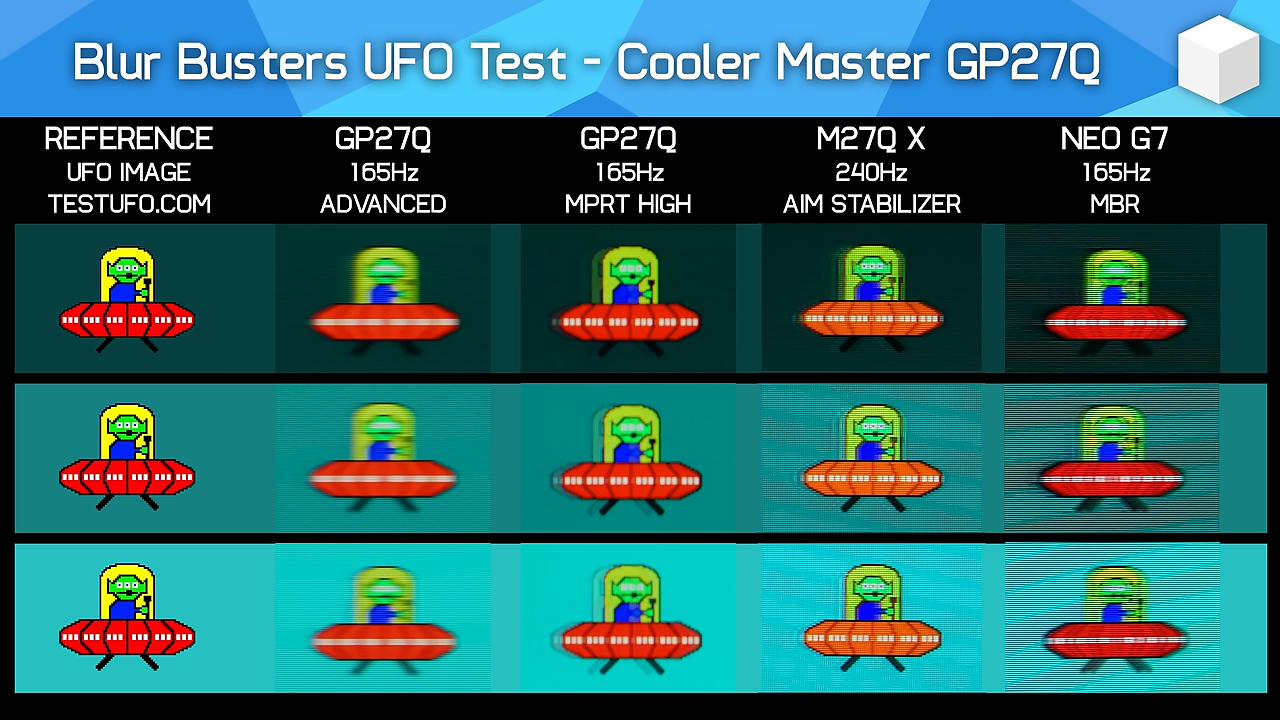 Blur Busters UFO Test - Cooler Master GP27Q
REFERENCE
UFO IMAGE
TESTUFO.COM
GP27Q
165Hz
ADVANCED
GP27Q
165Hz
MPRT HIGH
M27Q X
240Hz
AIM STABILIZER
NEO G7
165Hz
MBR